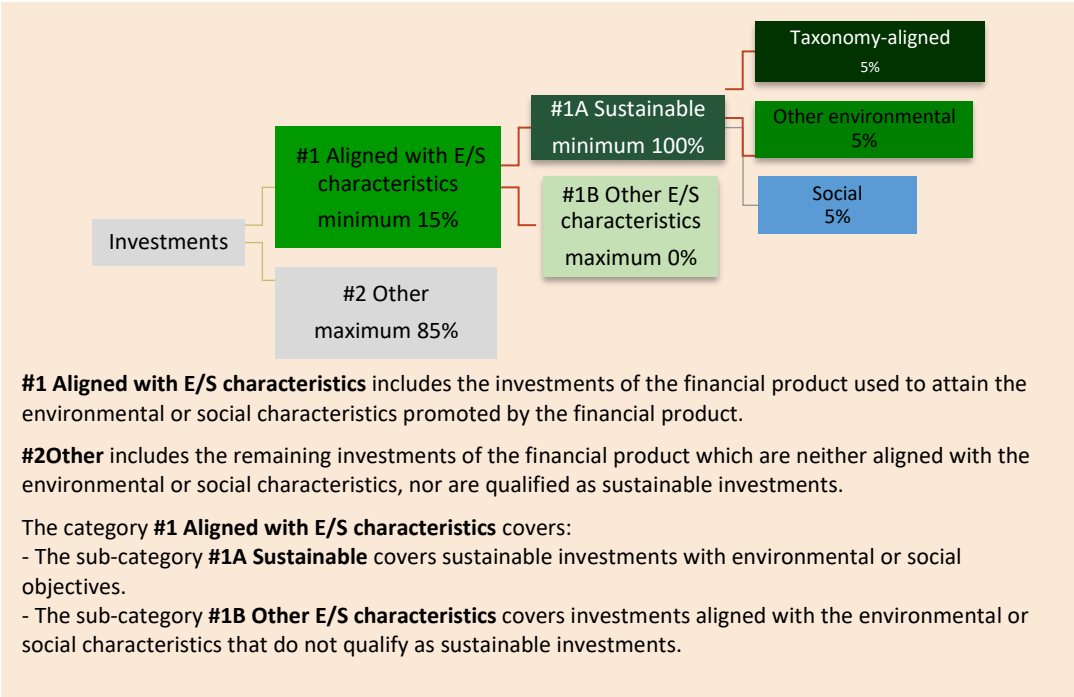 Taxonomy-aligned
5%
#1A Sustainable
minimum 100%
Other environmental
5%
#1 Aligned with E/S
characteristics
minimum 15%
#1B Other E/S
characteristics
maximum 0%
Social
5%
Investments
#2 Other
maximum 85%
#1 Aligned with E/S characteristics includes the investments of the financial product used to attain the
environmental or social characteristics promoted by the financial product.
#2Other includes the remaining investments of the financial product which are neither aligned with the
environmental or social characteristics, nor are qualified as sustainable investments.
The category #1 Aligned with E/S characteristics covers:
- The sub-category #1A Sustainable covers sustainable investments with environmental or social
objectives.
- The sub-category #1B Other E/S characteristics covers investments aligned with the environmental or
social characteristics that do not qualify as sustainable investments.